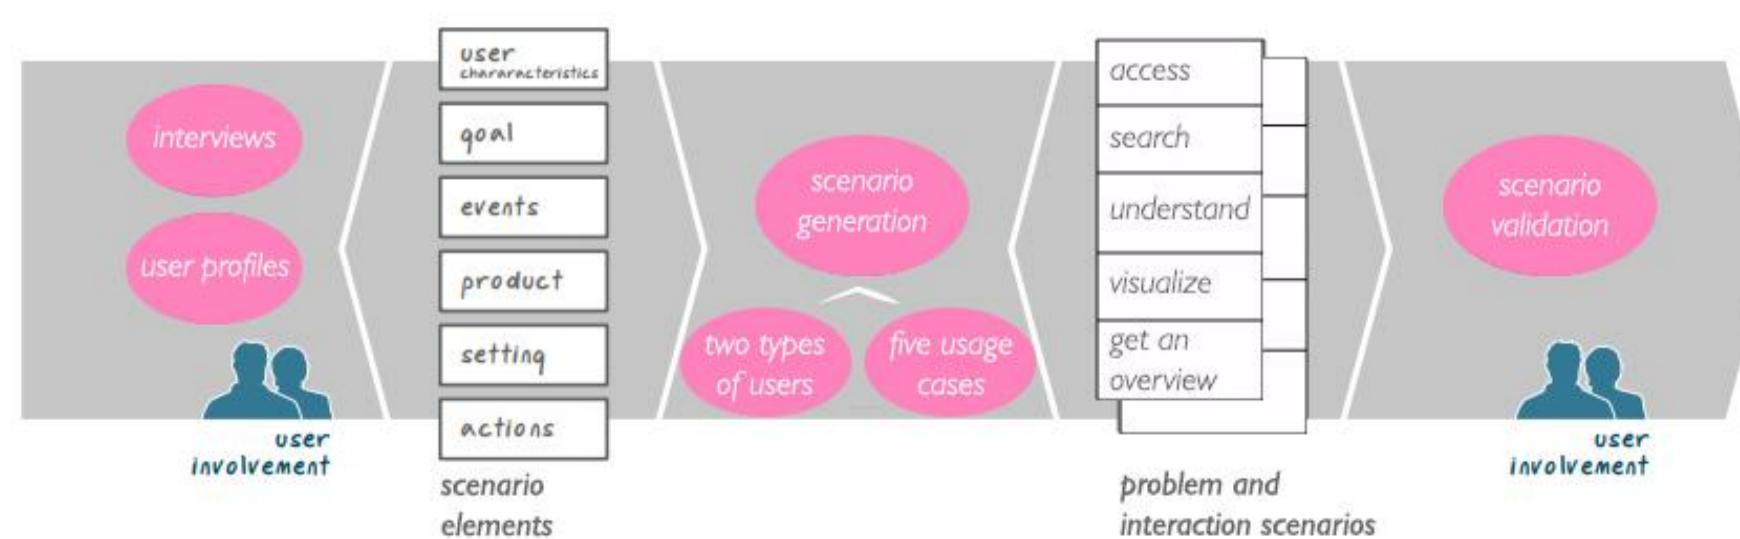 interviews
user profiles
user
involvement
user
chararacteristics
goal
events
product
setting
actions
scenario
elements
scenario
generation
two types
of users
five usage
cases
access
search
understand
visualize
get an
overview
problem and
interaction scenarios
scenario
validation
user
involvement